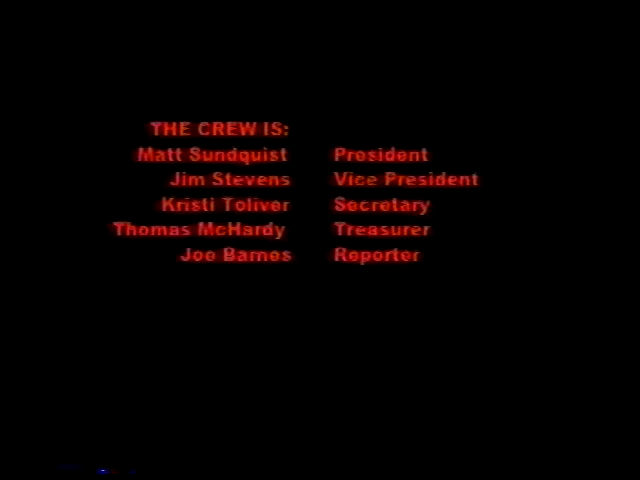 THE CREW IS:
Matt Sundquist President
Jim Stevens Vice President
Kristi Toliver Secretary
Thomas McHardy Treasurer
Joe Barnes Reporter